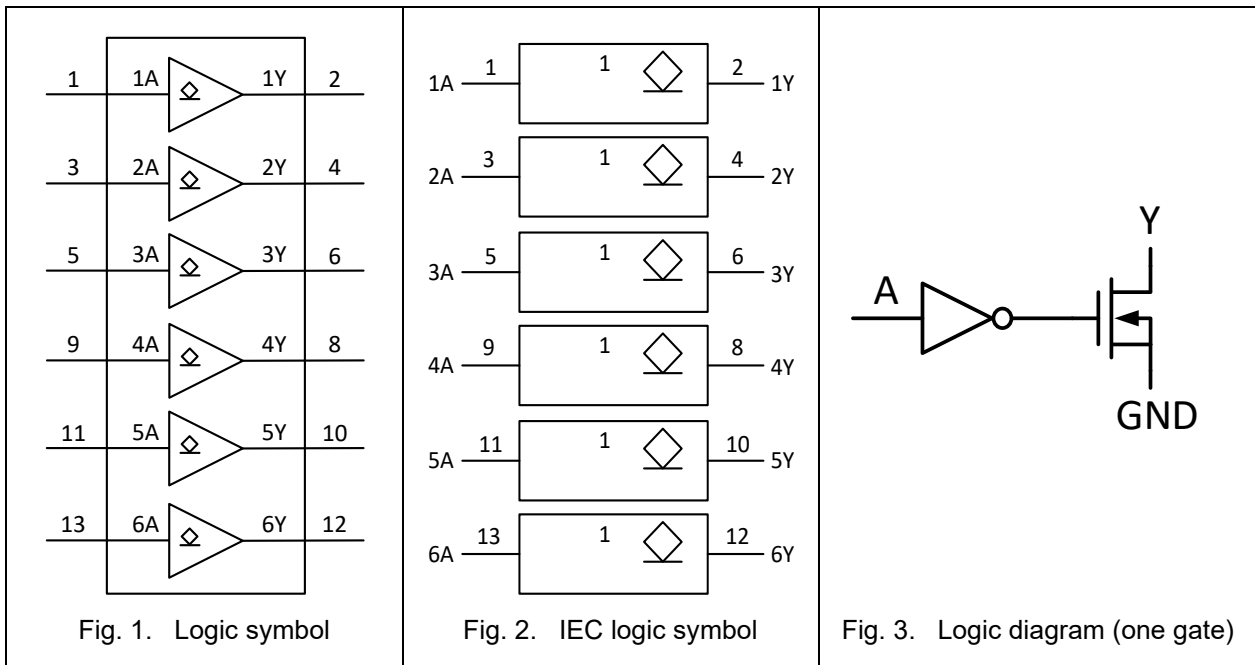 1 1A 1Y 2
3 2A 2Y 4
5 3A 3Y 6
9 4A 4Y 8
11 5A 5Y 10
13 6A 6Y 12
Fig. 1. Logic symbol
1A 1 1 2 1Y
2A 3 1 4 2Y
3A 5 1 6 3Y
4A 9 1 8 4Y
5A 11 1 10 5Y
6A 13 1 12 6Y
Fig. 2. IEC logic symbol
Y
A
GND
Fig. 3. Logic diagram (one gate)